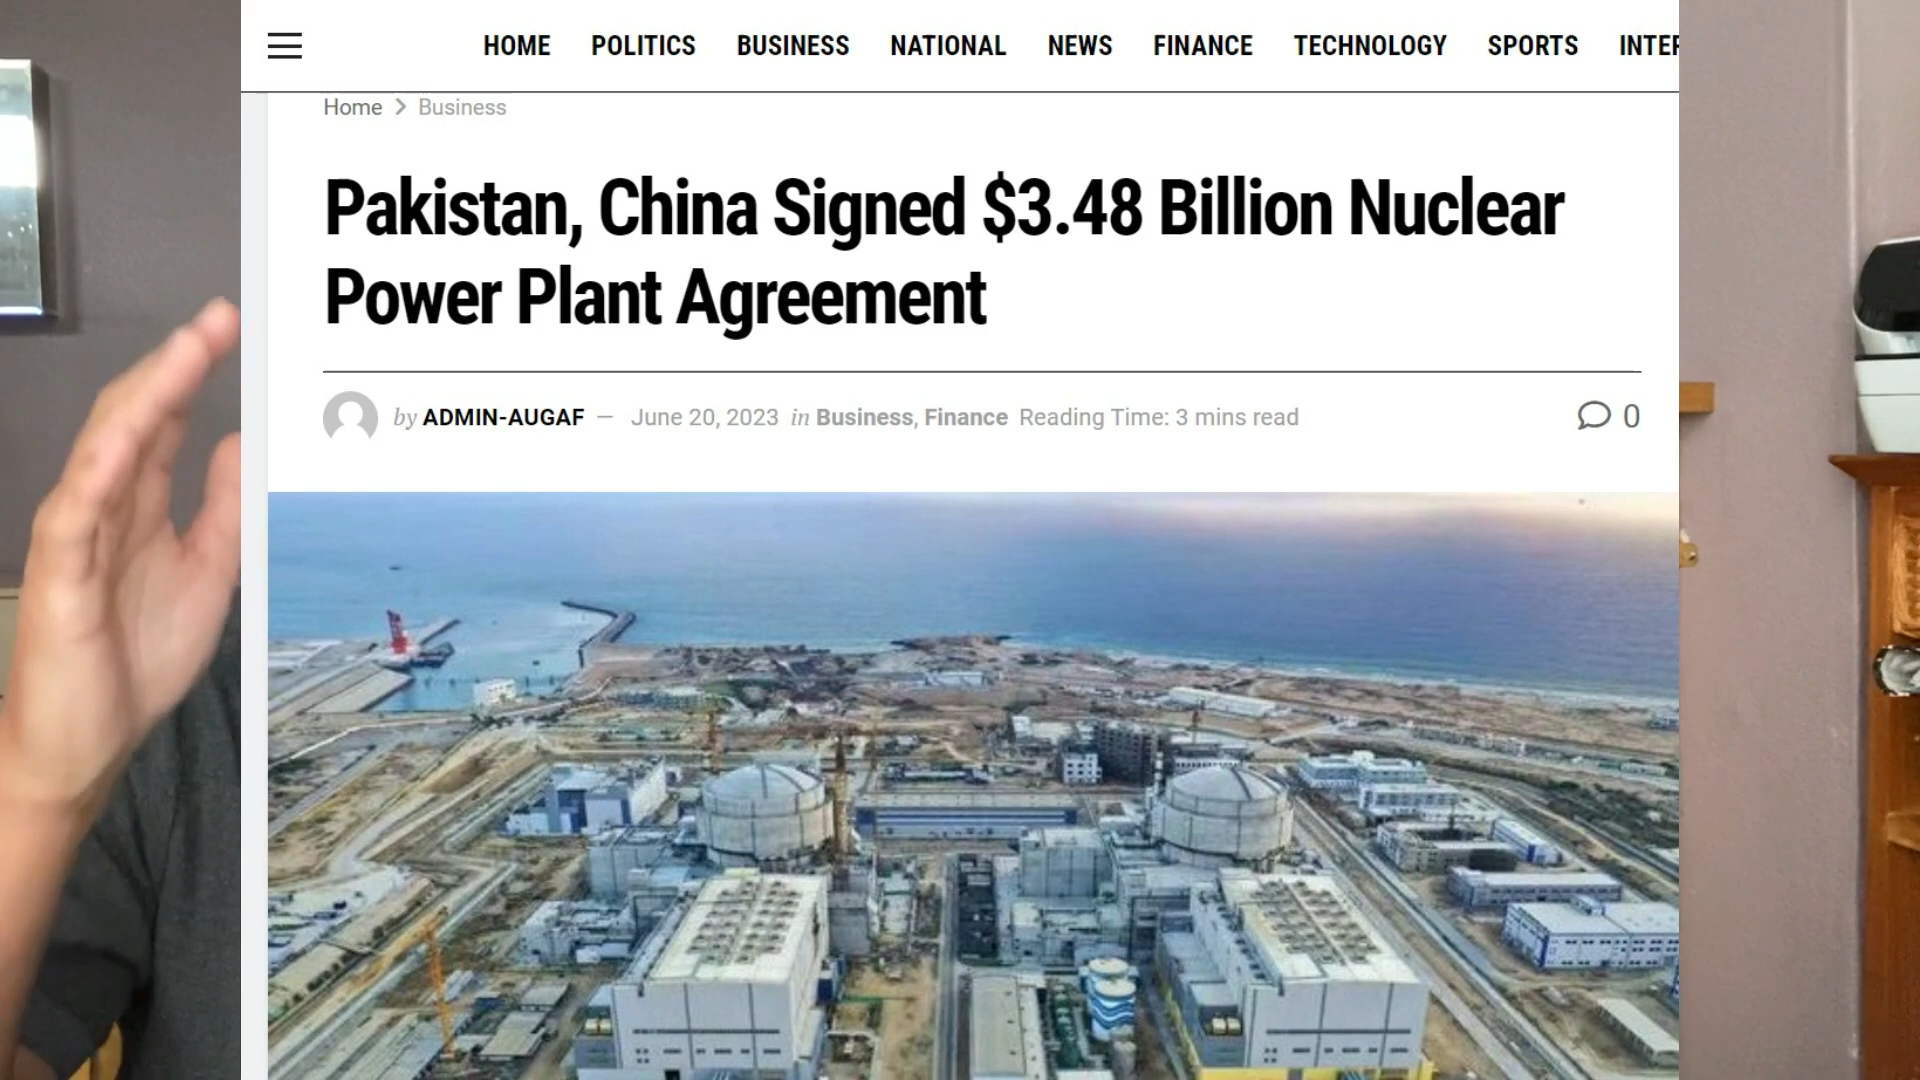 HOME POLITICS BUSINESS NATIONAL NEWS FINANCE TECHNOLOGY SPORTS INTER
Home > Business
Pakistan, China Signed $3.48 Billion Nuclear
Power Plant Agreement
by ADMIN-AUGAF — June 20, 2023 in Business, Finance Reading Time: 3 mins read 0